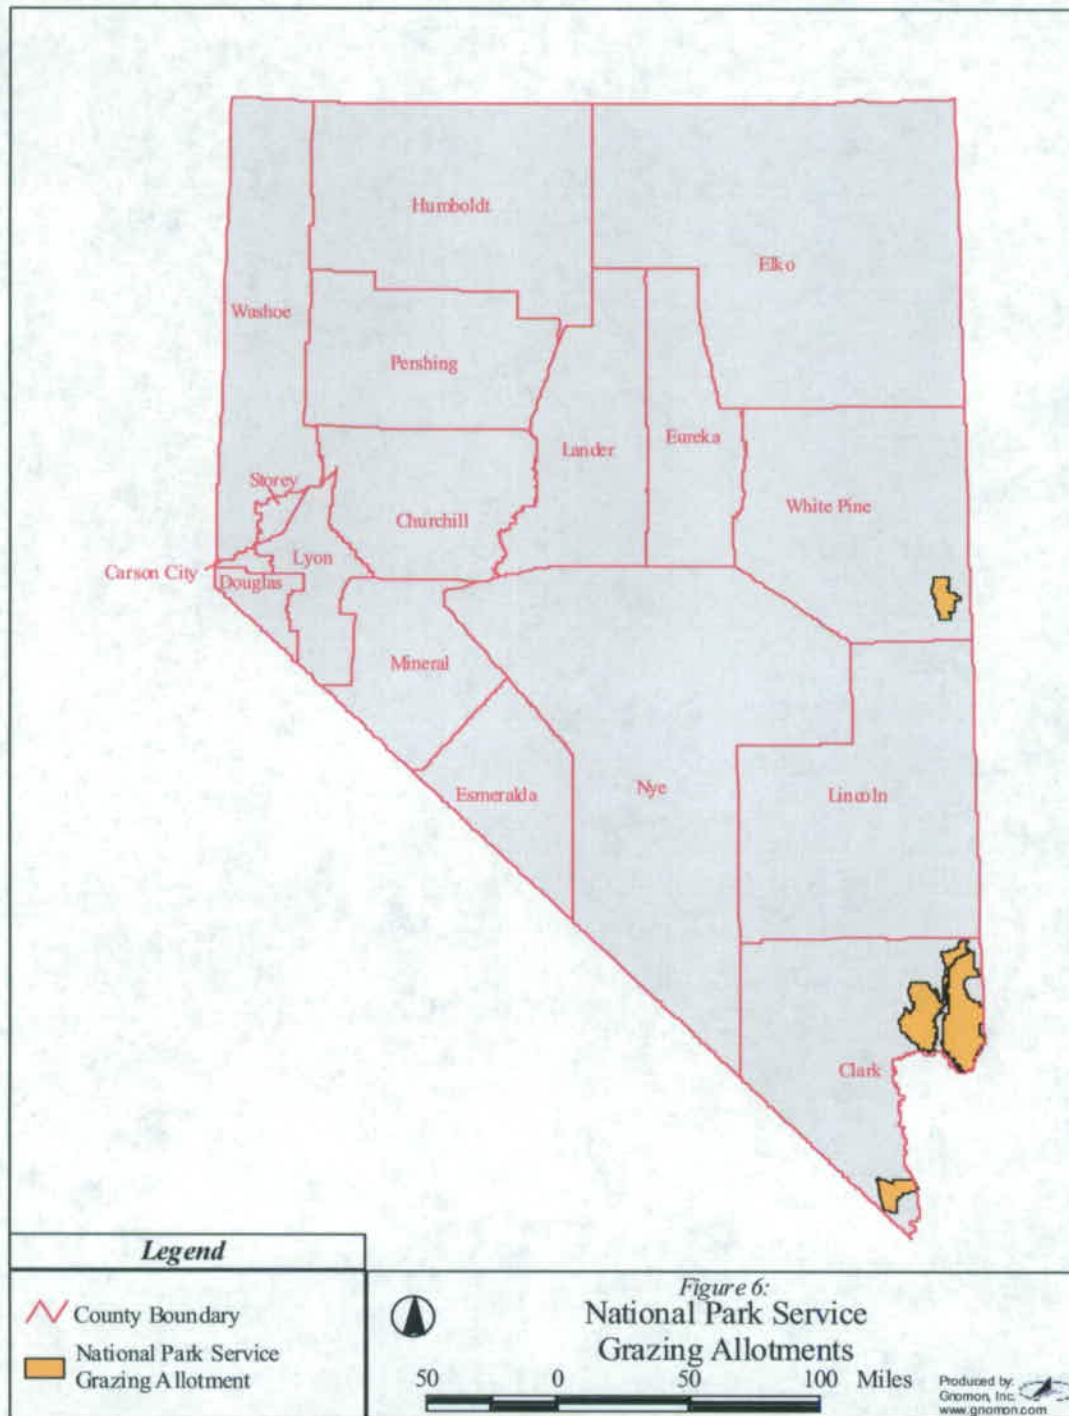 Humboldt
Elko
Washoe
Pershing
Lander
Eureka
Storey
Churchill
White Pine
Lyon
Carson City
Douglas
Mineral
Esmeralda
Nye
Lincoln
Clark
Legend
County Boundary
National Park Service
Grazing Allotment
Figure 6:
National Park Service
Grazing Allotments
50 0 50 100 Miles
Produced by:
Gnomon, Inc.
www.gnomon.com